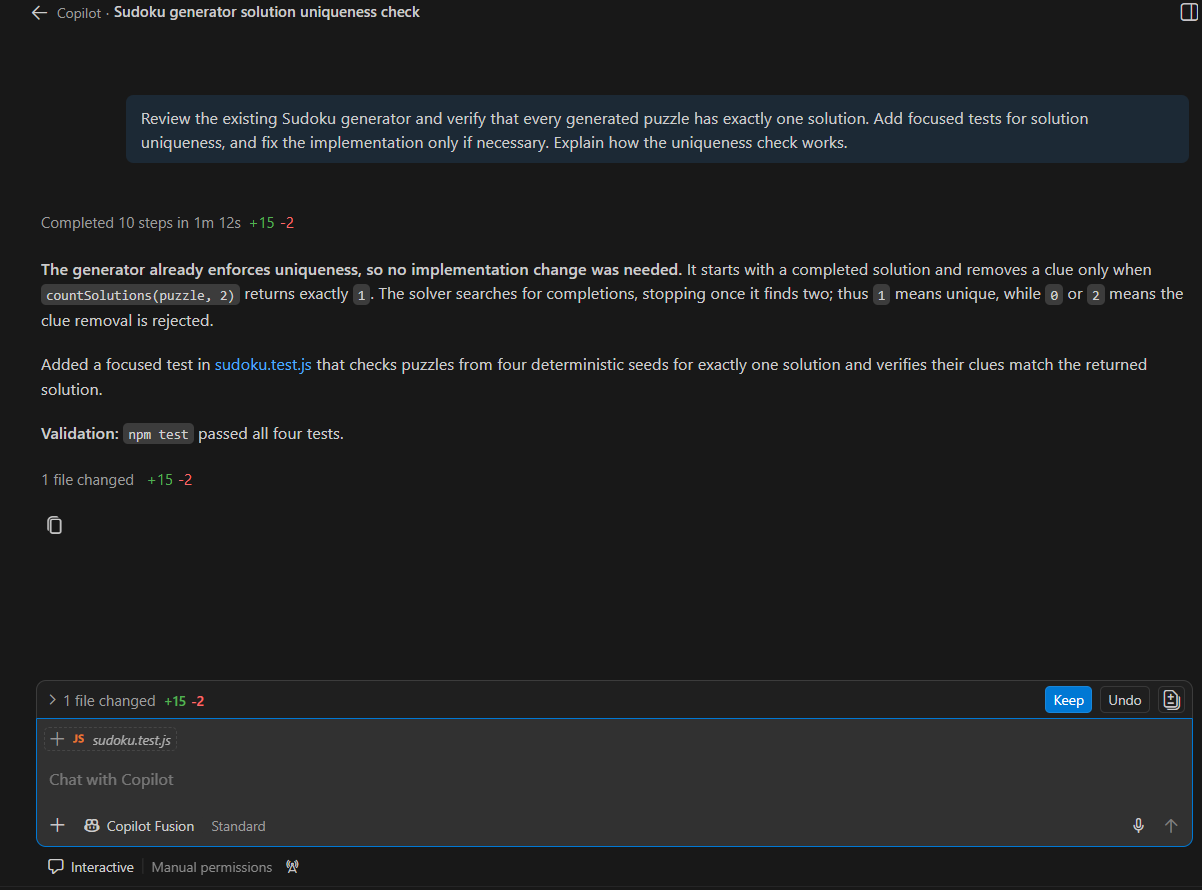 Copilot · Sudoku generator solution uniqueness check
Review the existing Sudoku generator and verify that every generated puzzle has exactly one solution. Add focused tests for solution
uniqueness, and fix the implementation only if necessary. Explain how the uniqueness check works.
Completed 10 steps in 1m 12s +15 -2
The generator already enforces uniqueness, so no implementation change was needed. It starts with a completed solution and removes a clue only when
countSolutions(puzzle, 2) returns exactly 1. The solver searches for completions, stopping once it finds two; thus 1 means unique, while 0 or 2 means the
clue removal is rejected.
Added a focused test in sudoku.test.js that checks puzzles from four deterministic seeds for exactly one solution and verifies their clues match the returned
solution.
Validation: npm test passed all four tests.
1 file changed +15 -2
1 file changed +15 -2 Keep Undo
JS sudoku.test.js
Chat with Copilot
Copilot Fusion Standard
Interactive Manual permissions